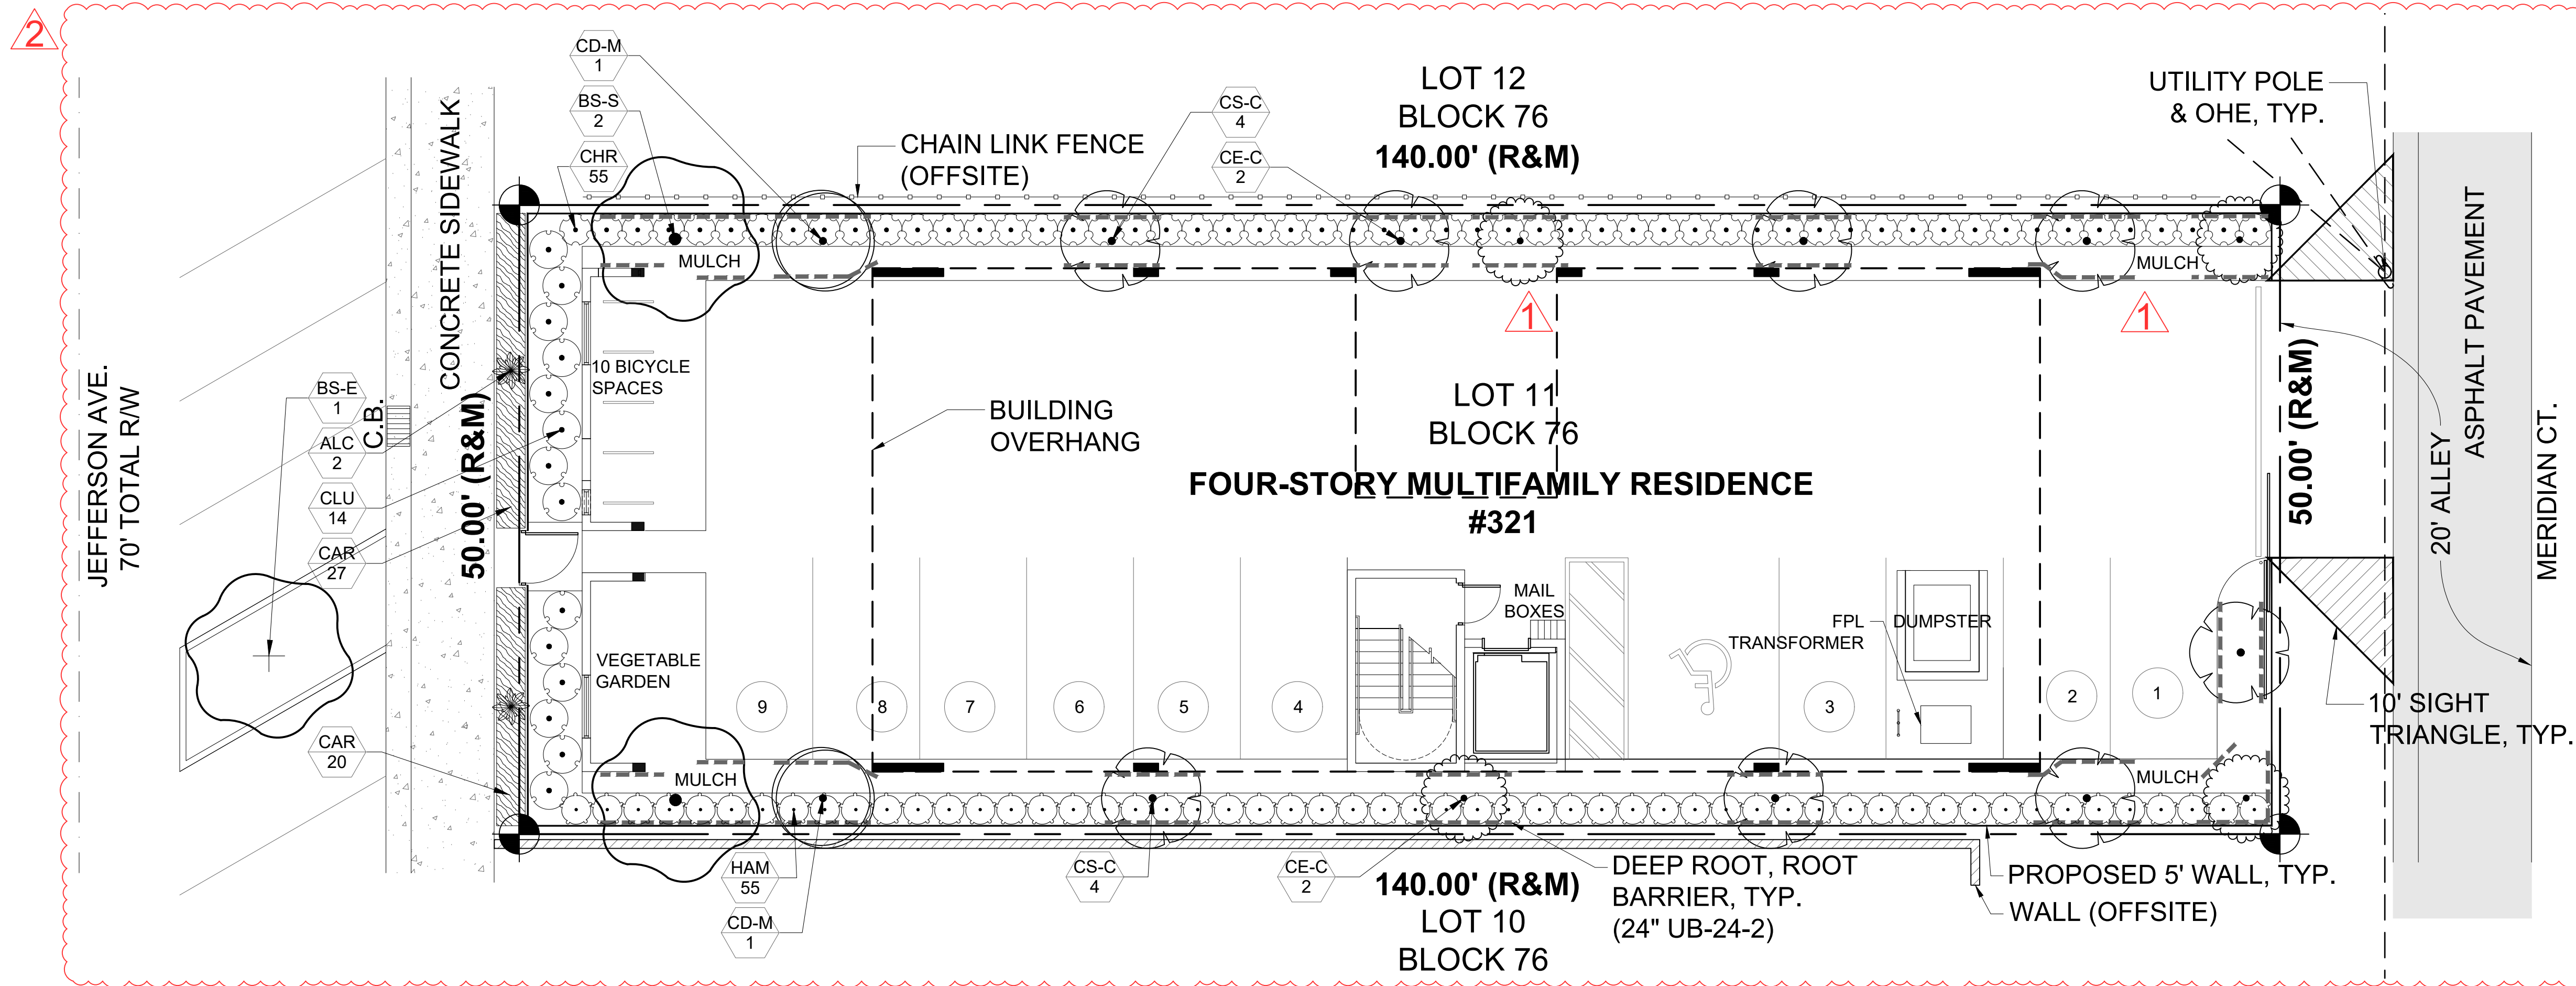 2
CD-M
1
BS-S
2
CHR
55
CHAIN LINK FENCE
(OFFSITE)
CS-C
4
CE-C
2
LOT 12
BLOCK 76
140.00' (R&M)
UTILITY POLE
& OHE, TYP.
CONCRETE SIDEWALK
MULCH
MULCH
1
1
JEFFERSON AVE.
70' TOTAL R/W
BS-E
1
ALC
2
CLU
14
CAR
27
C.B.
50.00' (R&M)
10 BICYCLE
SPACES
BUILDING
OVERHANG
LOT 11
BLOCK 76
FOUR-STORY MULTIFAMILY RESIDENCE
#321
50.00' (R&M)
20' ALLEY
ASPHALT PAVEMENT
MERIDIAN CT.
MAIL
BOXES
FPL
TRANSFORMER
DUMPSTER
VEGETABLE
GARDEN
9
8
7
6
5
4
3
2
1
10' SIGHT
TRIANGLE, TYP.
CAR
20
MULCH
MULCH
HAM
55
CD-M
1
CS-C
4
CE-C
2
140.00' (R&M)
LOT 10
BLOCK 76
DEEP ROOT, ROOT
BARRIER, TYP.
(24" UB-24-2)
PROPOSED 5' WALL, TYP.
WALL (OFFSITE)